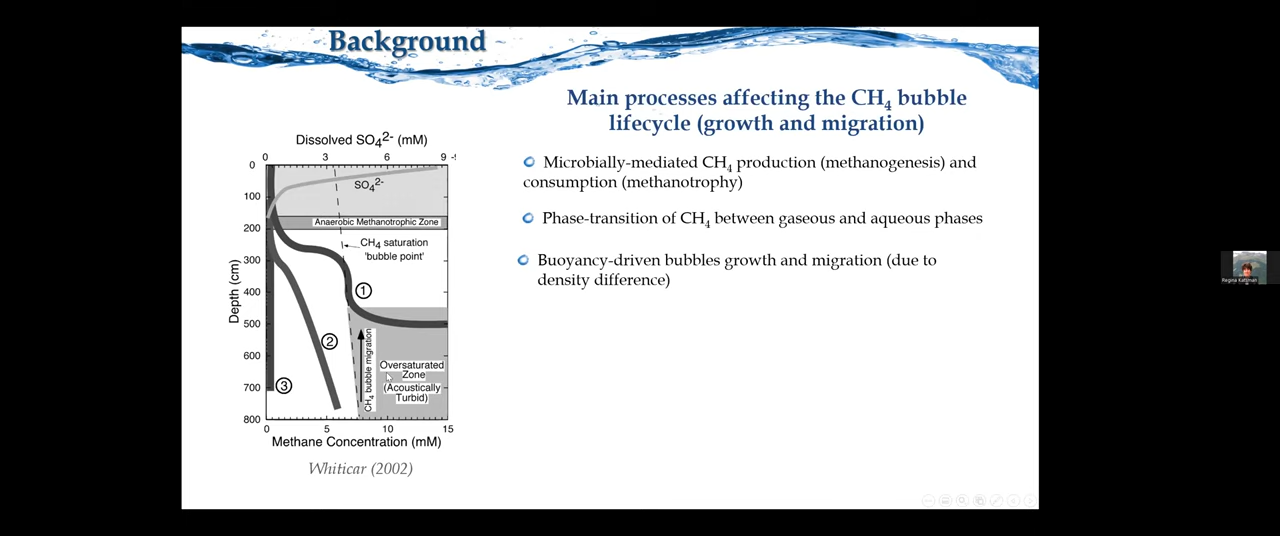 Background
Main processes affecting the CH₄ bubble
lifecycle (growth and migration)
Microbially-mediated CH₄ production (methanogenesis) and
consumption (methanotrophy)
Phase-transition of CH₄ between gaseous and aqueous phases
Buoyancy-driven bubbles growth and migration (due to
density difference)
Dissolved SO₄²⁻ (mM)
0 3 6 9
SO₄²⁻
Anaerobic Methanotrophic Zone
CH₄ saturation
'bubble point'
1
2
3
CH₄ bubble migration
Oversaturated
Zone
(Acoustically
Turbid)
Depth (cm)
0
100
200
300
400
500
600
700
800
0 5 10 15
Methane Concentration (mM)
Whiticar (2002)
Regina Katsman